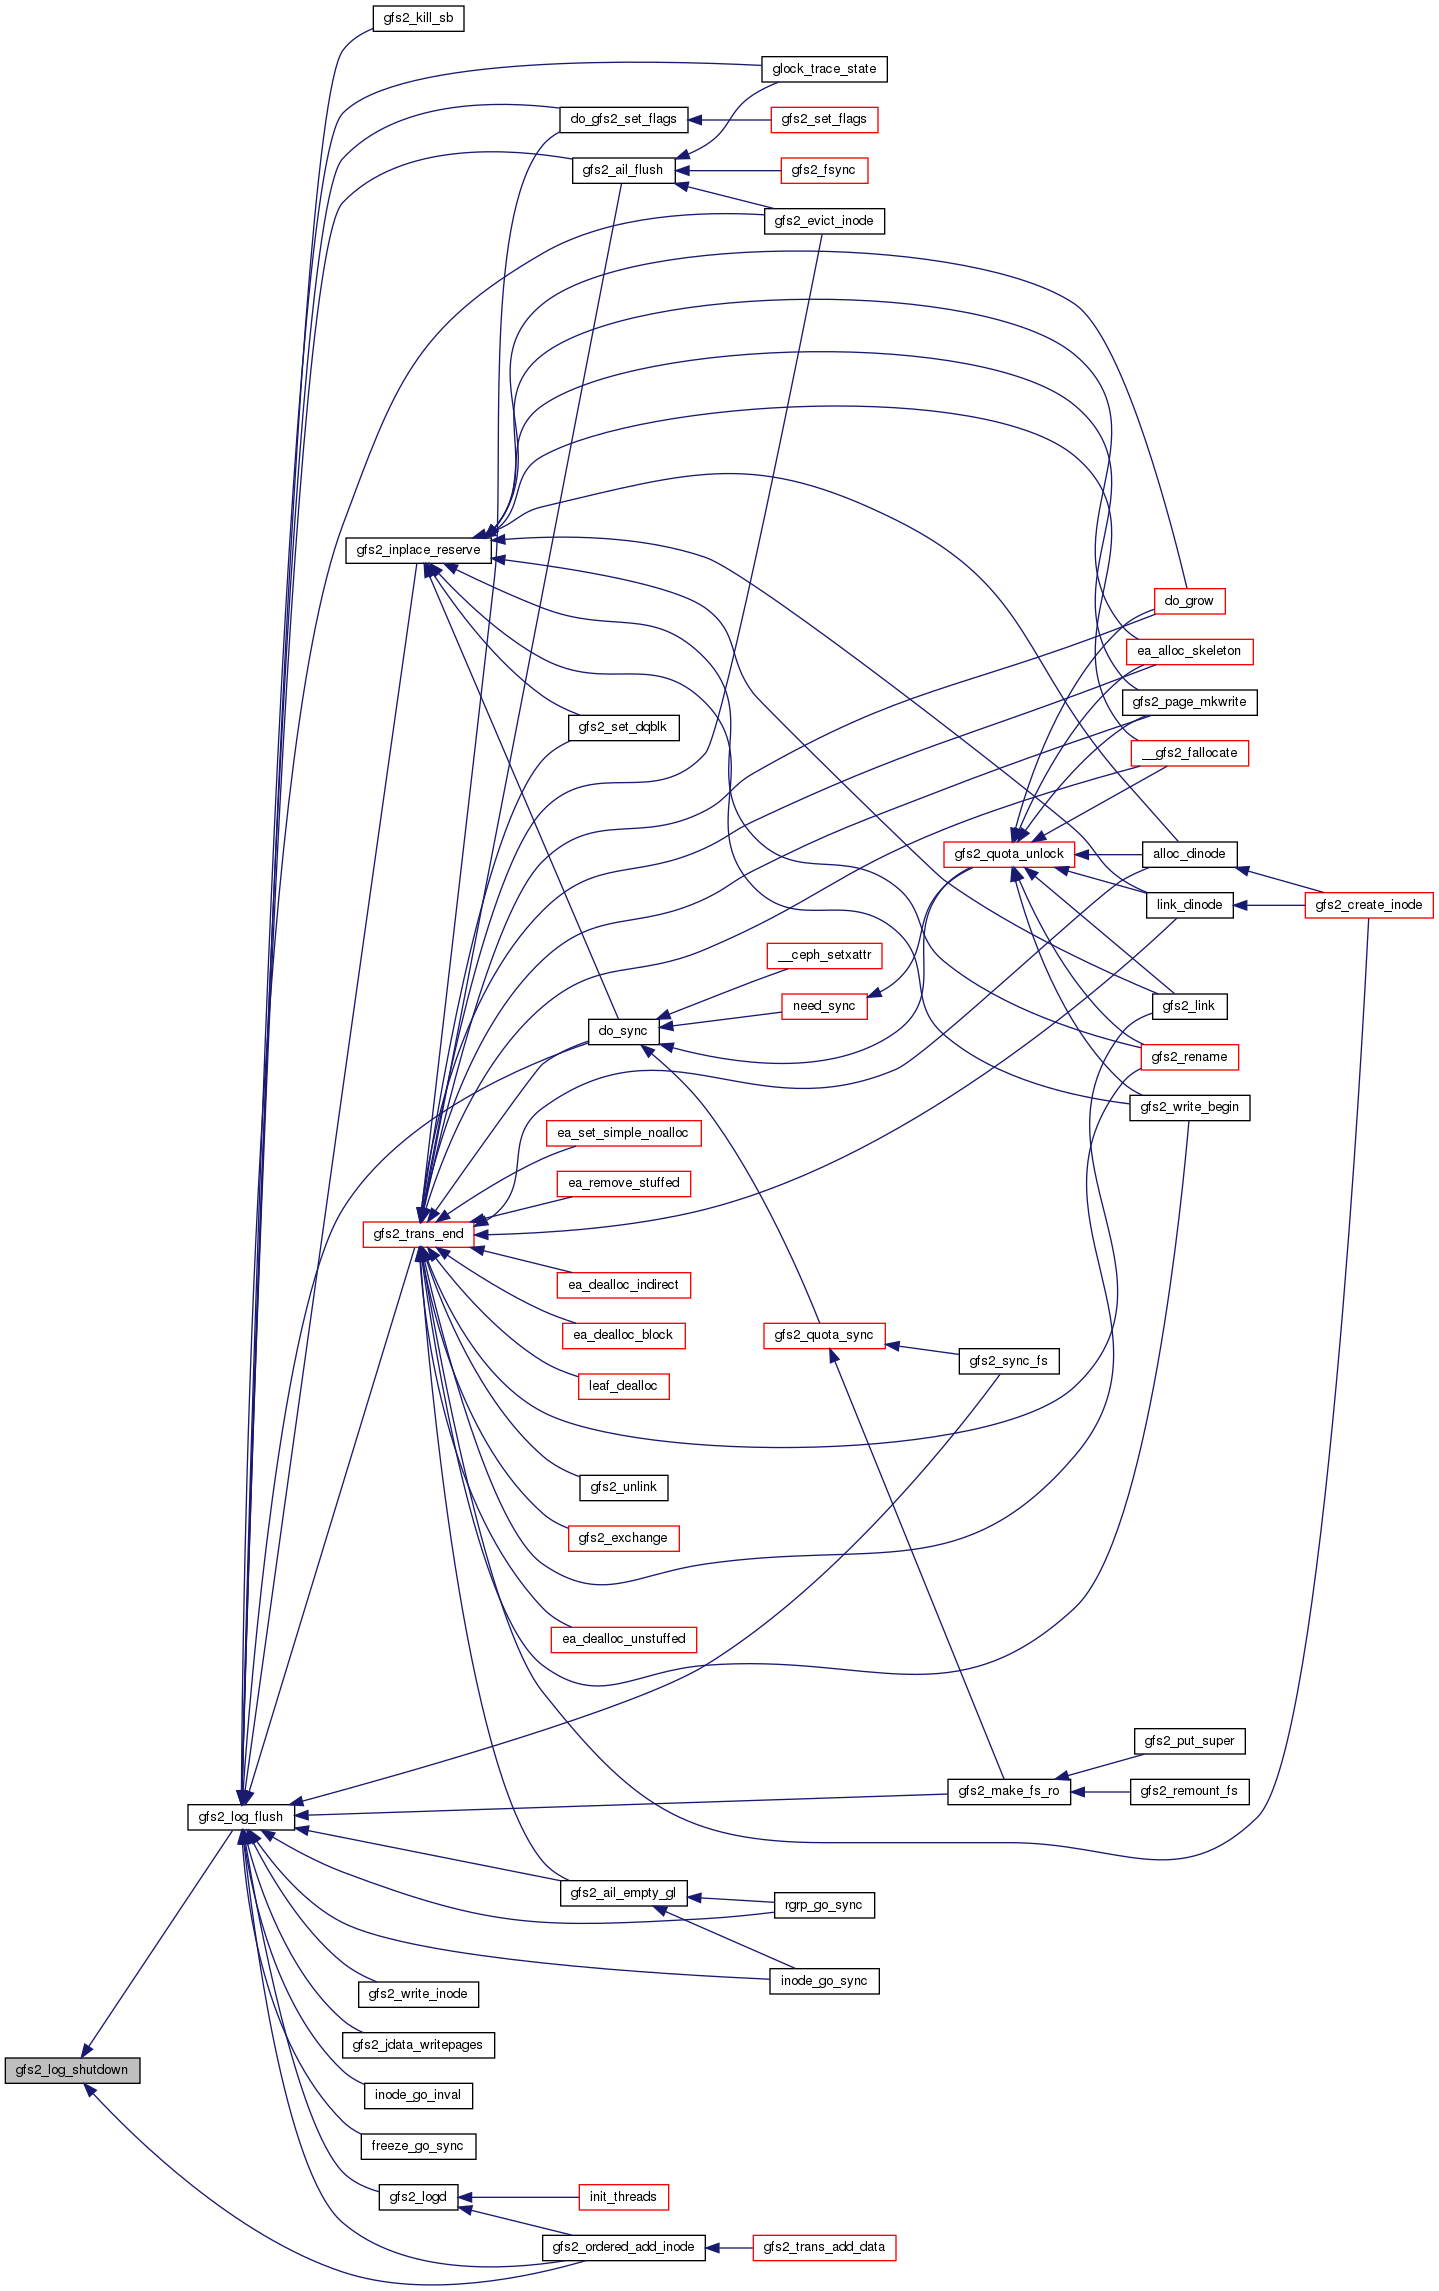 gfs2_kill_sb
glock_trace_state
do_gfs2_set_flags
gfs2_set_flags
gfs2_ail_flush
gfs2_fsync
gfs2_evict_inode
gfs2_inplace_reserve
do_grow
ea_alloc_skeleton
gfs2_page_mkwrite
gfs2_set_dqblk
__gfs2_fallocate
gfs2_quota_unlock
alloc_dinode
link_dinode
gfs2_create_inode
__ceph_setxattr
need_sync
gfs2_link
do_sync
gfs2_rename
gfs2_write_begin
ea_set_simple_noalloc
ea_remove_stuffed
gfs2_trans_end
ea_dealloc_indirect
ea_dealloc_block
gfs2_quota_sync
gfs2_sync_fs
leaf_dealloc
gfs2_unlink
gfs2_exchange
ea_dealloc_unstuffed
gfs2_put_super
gfs2_make_fs_ro
gfs2_remount_fs
gfs2_log_flush
gfs2_ail_empty_gl
rgrp_go_sync
inode_go_sync
gfs2_write_inode
gfs2_jdata_writepages
gfs2_log_shutdown
inode_go_inval
freeze_go_sync
gfs2_logd
init_threads
gfs2_ordered_add_inode
gfs2_trans_add_data